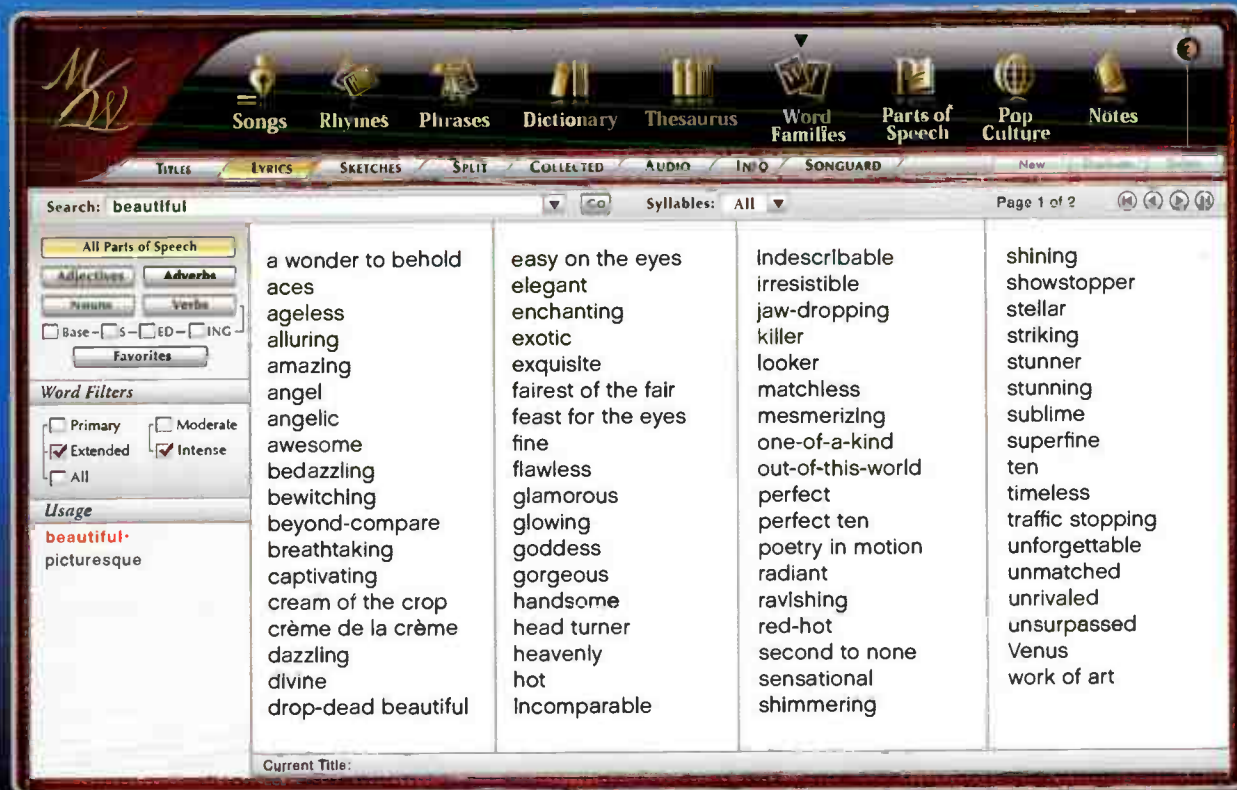 MW
Songs
Rhymes
Phrases
Dictionary
Thesaurus
Word Families
Parts of Speech
Pop Culture
Notes
?
TITLES
LYRICS
SKETCHES
SPLIT
COLLECTED
AUDIO
INFO
SONGUARD
New
Search: beautiful
Go
Syllables: All
Page 1 of 2
All Parts of Speech
Adjectives
Adverbs
Nouns
Verbs
Base – S – ED – ING
Favorites
Word Filters
Primary
Moderate
Extended
Intense
All
Usage
beautiful·
picturesque
a wonder to behold
aces
ageless
alluring
amazing
angel
angelic
awesome
bedazzling
bewitching
beyond-compare
breathtaking
captivating
cream of the crop
crème de la crème
dazzling
divine
drop-dead beautiful
easy on the eyes
elegant
enchanting
exotic
exquisite
fairest of the fair
feast for the eyes
fine
flawless
glamorous
glowing
goddess
gorgeous
handsome
head turner
heavenly
hot
incomparable
indescribable
irresistible
jaw-dropping
killer
looker
matchless
mesmerizing
one-of-a-kind
out-of-this-world
perfect
perfect ten
poetry in motion
radiant
ravishing
red-hot
second to none
sensational
shimmering
shining
showstopper
stellar
striking
stunner
stunning
sublime
superfine
ten
timeless
traffic stopping
unforgettable
unmatched
unrivaled
unsurpassed
Venus
work of art
Current Title: